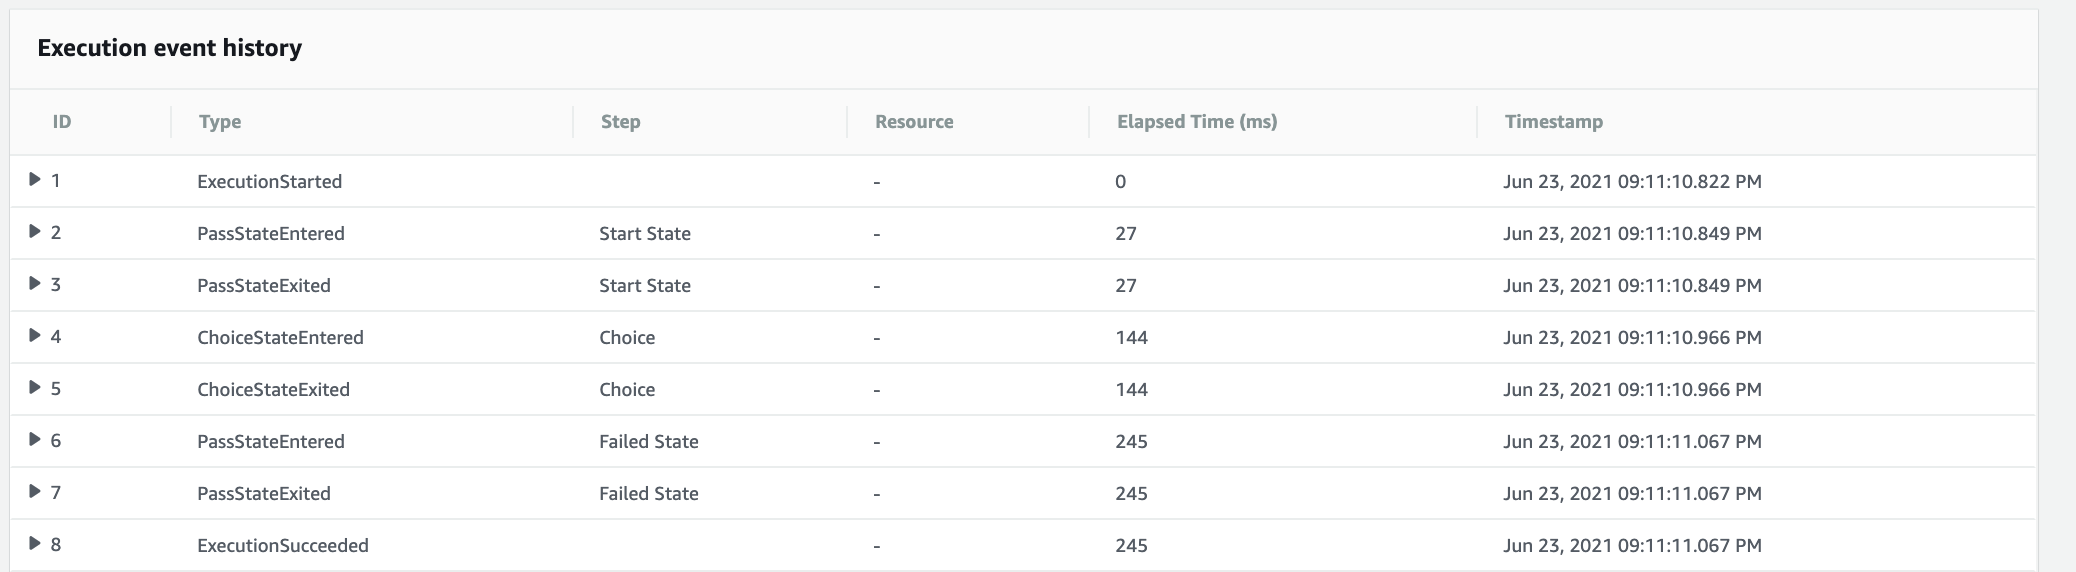 Execution event history
ID Type Step Resource Elapsed Time (ms) Timestamp
1 ExecutionStarted - 0 Jun 23, 2021 09:11:10.822 PM
2 PassStateEntered Start State - 27 Jun 23, 2021 09:11:10.849 PM
3 PassStateExited Start State - 27 Jun 23, 2021 09:11:10.849 PM
4 ChoiceStateEntered Choice - 144 Jun 23, 2021 09:11:10.966 PM
5 ChoiceStateExited Choice - 144 Jun 23, 2021 09:11:10.966 PM
6 PassStateEntered Failed State - 245 Jun 23, 2021 09:11:11.067 PM
7 PassStateExited Failed State - 245 Jun 23, 2021 09:11:11.067 PM
8 ExecutionSucceeded - 245 Jun 23, 2021 09:11:11.067 PM